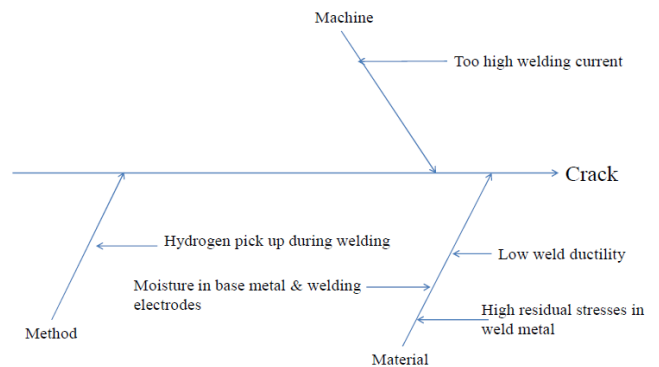 Machine
Too high welding current
Crack
Hydrogen pick up during welding
Low weld ductility
Moisture in base metal & welding
electrodes
High residual stresses in
weld metal
Method
Material